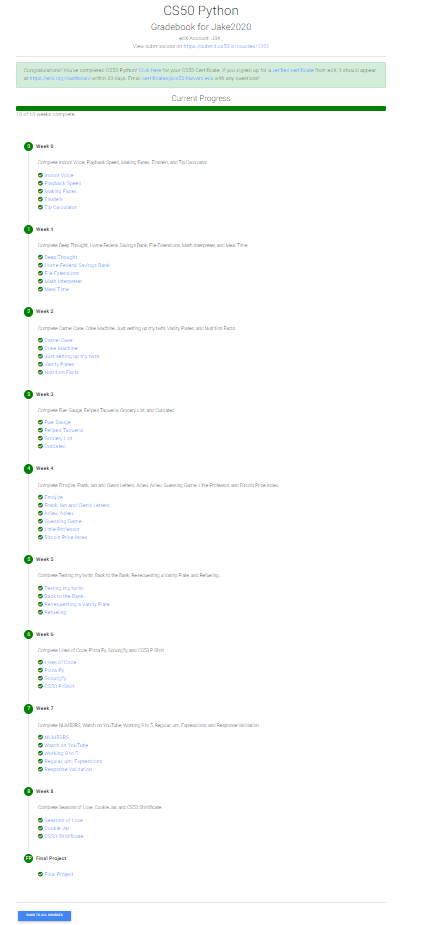 CS50 Python
Gradebook for Jake2020
edX Account: J3K
View submissions on https://submit.cs50.io/courses/
Congratulations! You've completed CS50 Python! Click here for your CS50 Certificate. If you signed up for a verified certificate from edX, it should appear
at https://edx.org/dashboard within 30 days. Email certificates@cs50.harvard.edu with any questions!
Current Progress
10 of 10 weeks complete.
0 Week 0
Complete Indoor Voice, Playback Speed, Making Faces, Einstein, and Tip Calculator.
Indoor Voice
Playback Speed
Making Faces
Einstein
Tip Calculator
1 Week 1
Complete Deep Thought, Home Federal Savings Bank, File Extensions, Math Interpreter, and Meal Time.
Deep Thought
Home Federal Savings Bank
File Extensions
Math Interpreter
Meal Time
2 Week 2
Complete Camel Case, Coke Machine, Just setting up my twttr, Vanity Plates, and Nutrition Facts.
Camel Case
Coke Machine
Just setting up my twttr
Vanity Plates
Nutrition Facts
3 Week 3
Complete Fuel Gauge, Felipe's Taqueria, Grocery List, and Outdated.
Fuel Gauge
Felipe's Taqueria
Grocery List
Outdated
4 Week 4
Complete Emojize, Frank, Ian and Glen's Letters, Adieu, Adieu, Guessing Game, Little Professor, and Bitcoin Price Index.
Emojize
Frank, Ian and Glen's Letters
Adieu, Adieu
Guessing Game
Little Professor
Bitcoin Price Index
5 Week 5
Complete Testing my twttr, Back to the Bank, Re-requesting a Vanity Plate, and Refueling.
Testing my twttr
Back to the Bank
Re-requesting a Vanity Plate
Refueling
6 Week 6
Complete Lines of Code, Pizza Py, Scourgify, and CS50 P-Shirt.
Lines of Code
Pizza Py
Scourgify
CS50 P-Shirt
7 Week 7
Complete NUMB3RS, Watch on YouTube, Working 9 to 5, Regular, um, Expressions, and Response Validation.
NUMB3RS
Watch on YouTube
Working 9 to 5
Regular, um, Expressions
Response Validation
8 Week 8
Complete Seasons of Love, Cookie Jar, and CS50 Shirtificate.
Seasons of Love
Cookie Jar
CS50 Shirtificate
FP Final Project
Final Project
BACK TO ALL COURSES